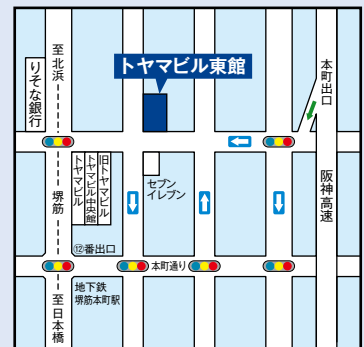 至北浜
りそな銀行
トヤマビル東館
本町出口
阪神高速
旧トヤマビル
トヤマビル中央館
トヤマビル
セブン
イレブン
堺筋
⑫番出口
本町通り
地下鉄
堺筋本町駅
至日本橋